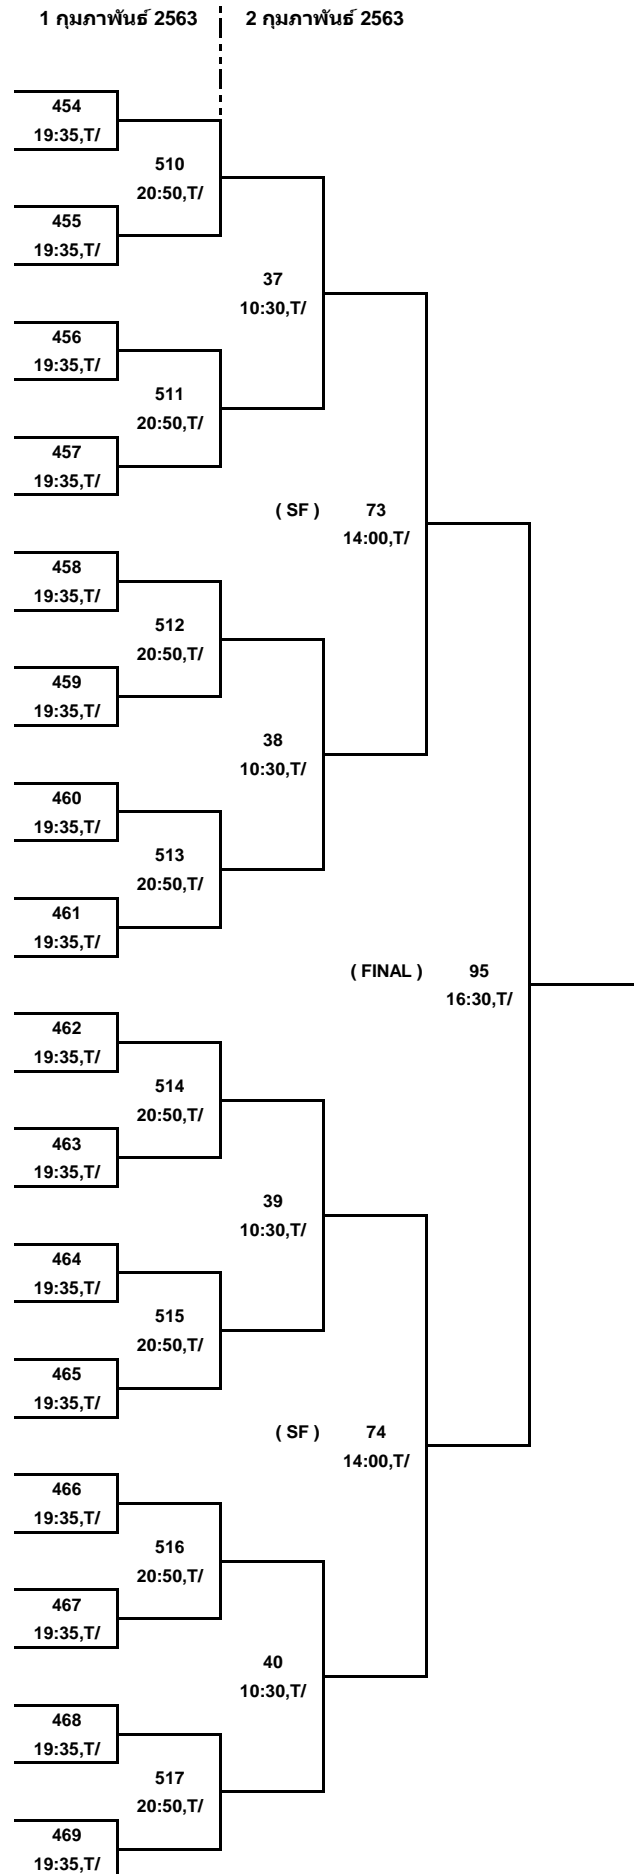 1 กุมภาพันธ์ 2563 2 กุมภาพันธ์ 2563
454
19:35,T/
510
20:50,T/
455
19:35,T/
37
10:30,T/
456
19:35,T/
511
20:50,T/
457
19:35,T/
( SF ) 73
14:00,T/
458
19:35,T/
512
20:50,T/
459
19:35,T/
38
10:30,T/
460
19:35,T/
513
20:50,T/
461
19:35,T/
( FINAL ) 95
16:30,T/
462
19:35,T/
514
20:50,T/
463
19:35,T/
39
10:30,T/
464
19:35,T/
515
20:50,T/
465
19:35,T/
( SF ) 74
14:00,T/
466
19:35,T/
516
20:50,T/
467
19:35,T/
40
10:30,T/
468
19:35,T/
517
20:50,T/
469
19:35,T/